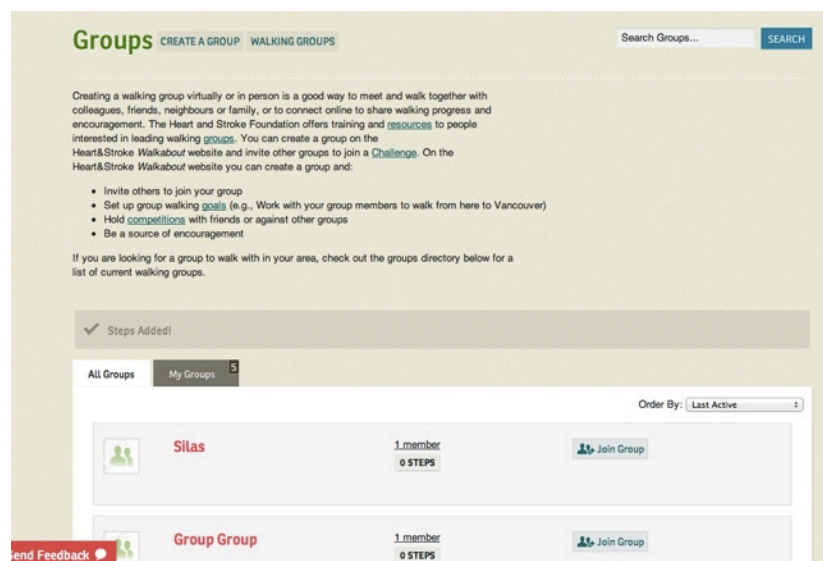 Groups CREATE A GROUP WALKING GROUPS
Search Groups... SEARCH
Creating a walking group virtually or in person is a good way to meet and walk together with
colleagues, friends, neighbours or family, or to connect online to share walking progress and
encouragement. The Heart and Stroke Foundation offers training and resources to people
interested in leading walking groups. You can create a group on the
Heart&Stroke Walkabout website and invite other groups to join a Challenge. On the
Heart&Stroke Walkabout website you can create a group and:
• Invite others to join your group
• Set up group walking goals (e.g., Work with your group members to walk from here to Vancouver)
• Hold competitions with friends or against other groups
• Be a source of encouragement
If you are looking for a group to walk with in your area, check out the groups directory below for a
list of current walking groups.
Steps Added!
All Groups My Groups 5
Order By: Last Active
Silas 1 member Join Group
0 STEPS
Group Group 1 member Join Group
0 STEPS
end Feedback